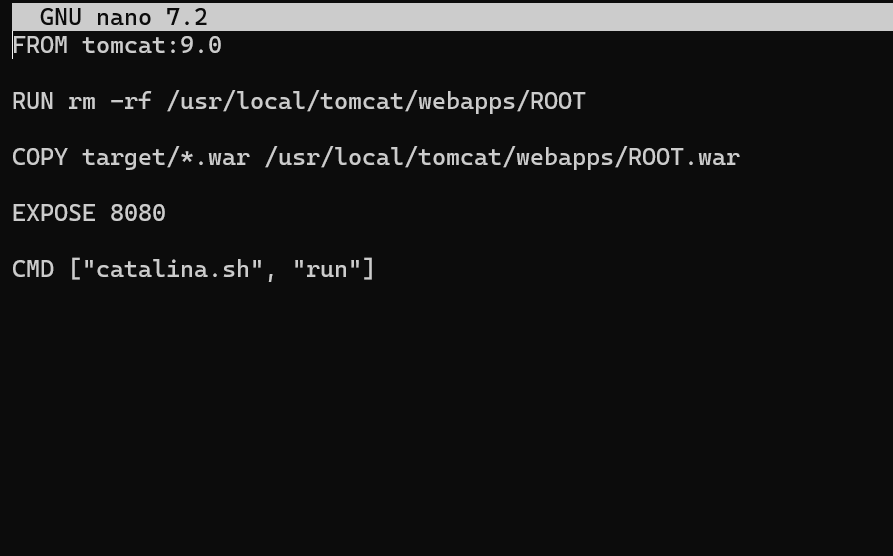 GNU nano 7.2
FROM tomcat:9.0
RUN rm -rf /usr/local/tomcat/webapps/ROOT
COPY target/*.war /usr/local/tomcat/webapps/ROOT.war
EXPOSE 8080
CMD ["catalina.sh", "run"]